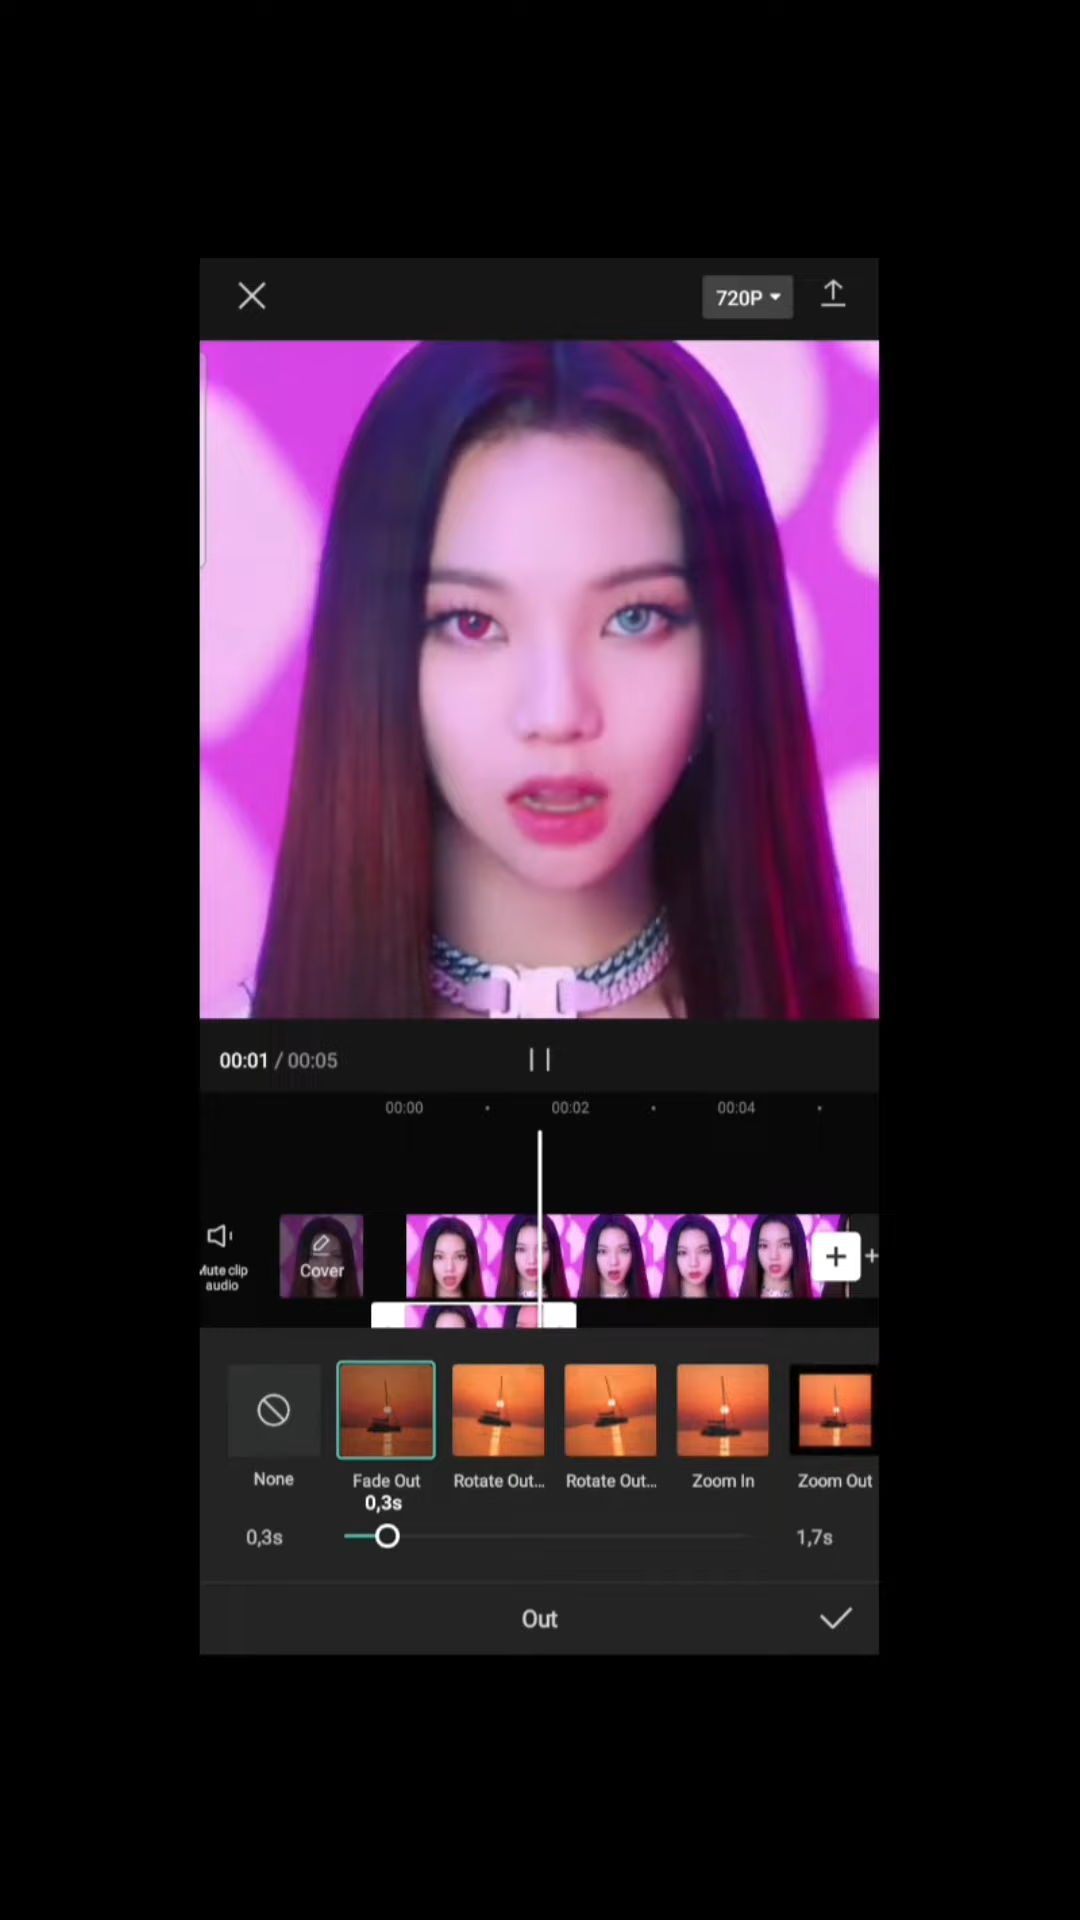 720P
00:01 / 00:05
00:00
00:02
00:04
Mute clip
audio
Cover
None
Fade Out
Rotate Out...
Rotate Out...
Zoom In
Zoom Out
0,3s
0,3s
1,7s
Out